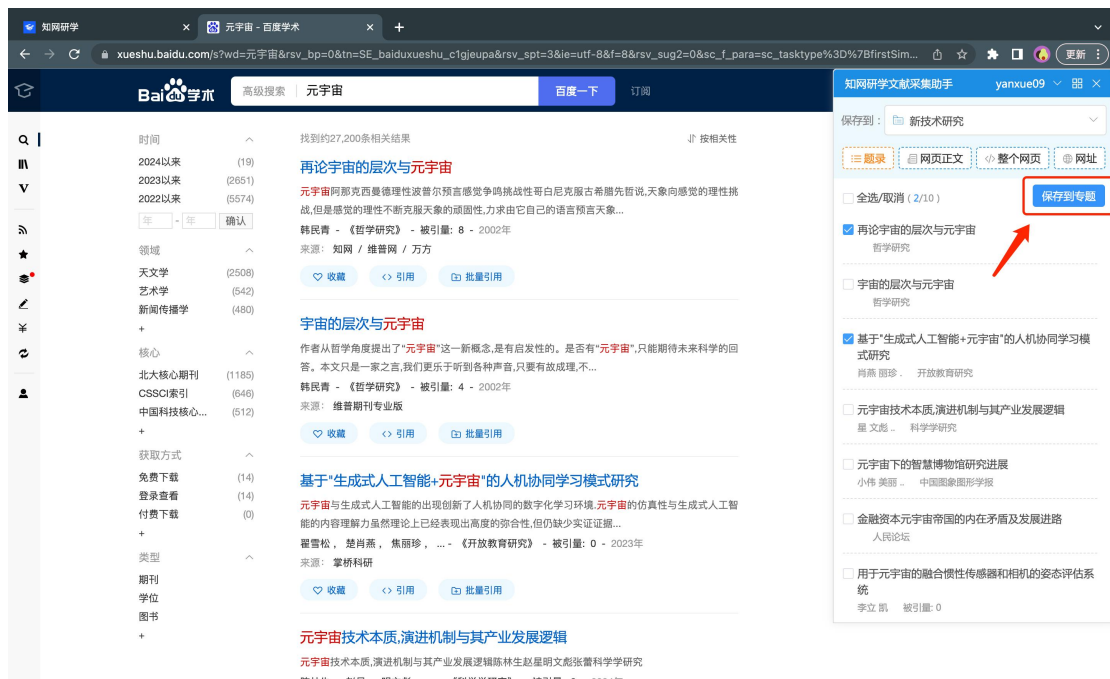 知网研学
元宇宙 - 百度学术
xueshu.baidu.com/s?wd=元宇宙&rsv_bp=0&tn=SE_baiduxueshu_c1gjeupa&rsv_spt=3&ie=utf-8&f=8&rsv_sug2=0&sc_f_para=sc_tasktype%3D%7BfirstSim...
更新
Bai 学术
高级搜索
元宇宙
百度一下
订阅
时间
2024以来 (19)
2023以来 (2651)
2022以来 (5574)
年 - 年 确认
领域
天文学 (2508)
艺术学 (542)
新闻传播学 (480)
+
核心
北大核心期刊 (1185)
CSSCI索引 (646)
中国科技核心... (512)
+
获取方式
免费下载 (14)
登录查看 (14)
付费下载 (0)
+
类型
期刊
学位
图书
+
找到约27,200条相关结果
按相关性
再论宇宙的层次与元宇宙
元宇宙阿那克西曼德理性波普尔预言感觉争鸣挑战性哥白尼克服古希腊先哲说,天象向感觉的理性挑
战,但是感觉的理性不断克服天象的顽固性,力求由它自己的语言预言天象...
韩民青 - 《哲学研究》 - 被引量: 8 - 2002年
来源: 知网 / 维普网 / 万方
收藏 <> 引用 批量引用
宇宙的层次与元宇宙
作者从哲学角度提出了"元宇宙"这一新概念,是有启发性的。是否有"元宇宙",只能期待未来科学的回
答。本文只是一家之言,我们更乐于听到各种声音,只要有故成理,不...
韩民青 - 《哲学研究》 - 被引量: 4 - 2002年
来源: 维普期刊专业版
收藏 <> 引用 批量引用
基于"生成式人工智能+元宇宙"的人机协同学习模式研究
元宇宙与生成式人工智能的出现创新了人机协同的数字化学习环境.元宇宙的仿真性与生成式人工智
能的内容理解力虽然理论上已经表现出高度的弥合性,但仍缺少实证证据...
翟雪松， 楚肖燕， 焦丽珍， ... - 《开放教育研究》 - 被引量: 0 - 2023年
来源: 掌桥科研
收藏 <> 引用 批量引用
元宇宙技术本质,演进机制与其产业发展逻辑
元宇宙技术本质,演进机制与其产业发展逻辑陈林生赵星明文彪张蕾科学学研究
知网研学文献采集助手 yanxue09
保存到： 新技术研究
题录 网页正文 </> 整个网页 网址
全选/取消 ( 2/10 )
保存到专题
再论宇宙的层次与元宇宙
哲学研究
宇宙的层次与元宇宙
哲学研究
基于"生成式人工智能+元宇宙"的人机协同学习模
式研究
肖燕 丽珍 . 开放教育研究
元宇宙技术本质,演进机制与其产业发展逻辑
星 文彪 .. 科学学研究
元宇宙下的智慧博物馆研究进展
小伟 美丽 .. 中国图象图形学报
金融资本元宇宙帝国的内在矛盾及发展进路
人民论坛
用于元宇宙的融合惯性传感器和相机的姿态评估系
统
李立 凯 被引量: 0